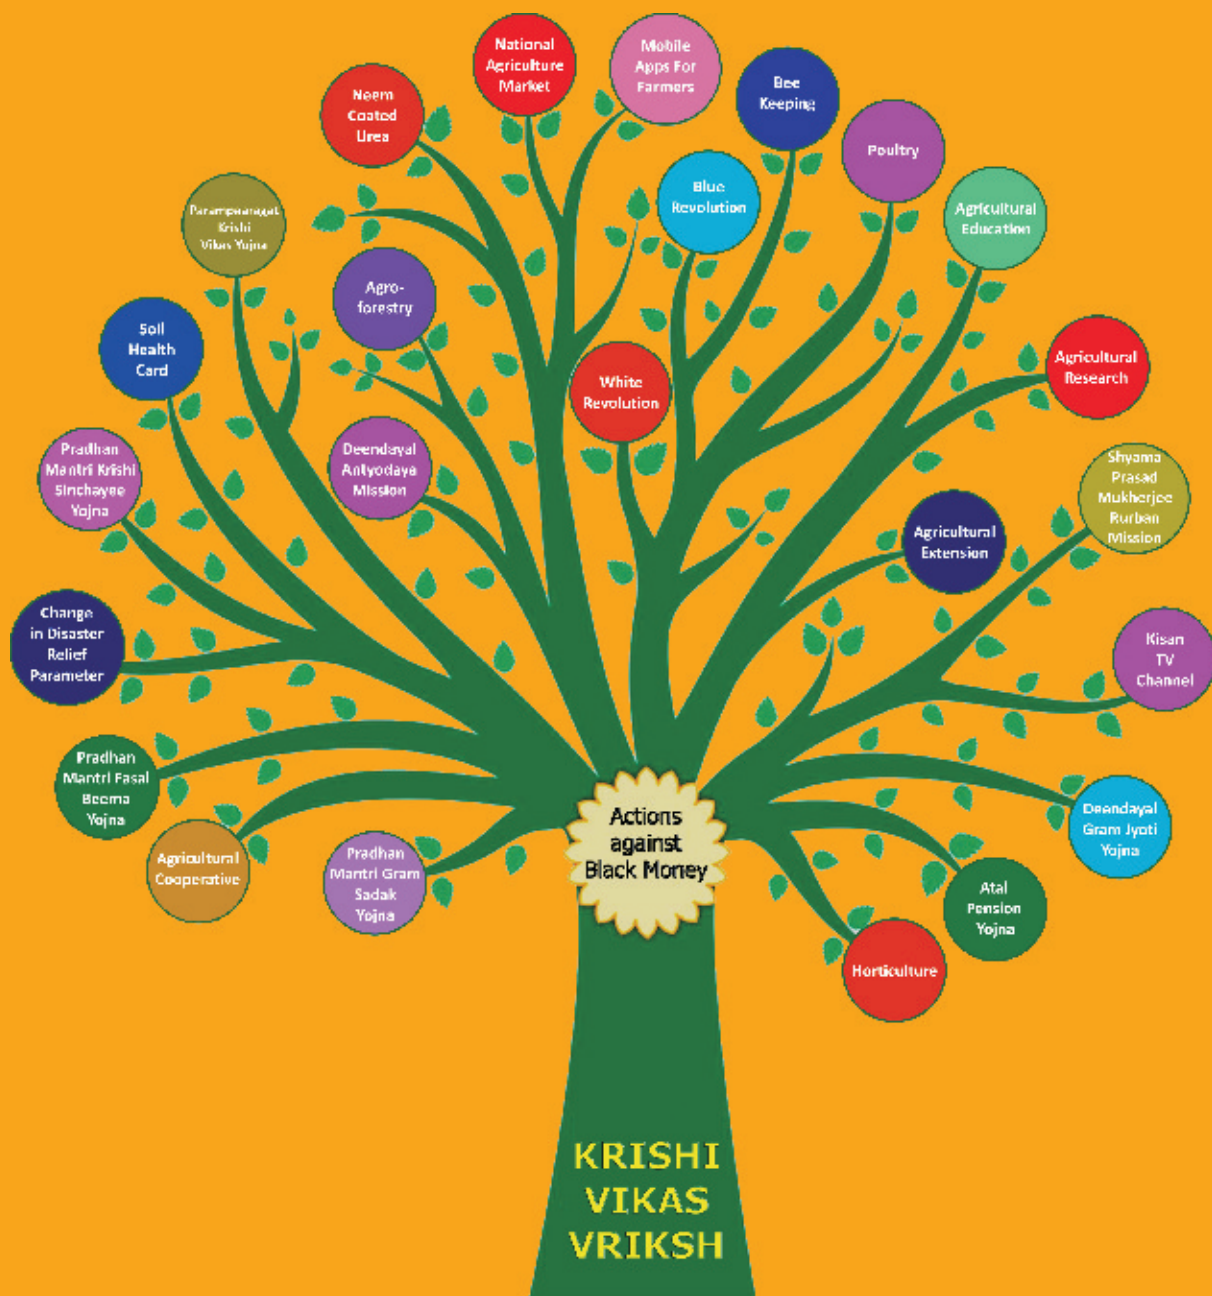 National
Agriculture
Market
Mobile
Apps For
Farmers
Neem
Coated
Urea
Bee
Keeping
Poultry
Blue
Revolution
Parampaaragat
Krishi
Vikas Yojna
Agricultural
Education
Agro-
forestry
Soil
Health
Card
White
Revolution
Agricultural
Research
Pradhan
Mantri Krishi
Sinchayee
Yojna
Deendayal
Antyodaya
Mission
Shyama
Prasad
Mukherjee
Rurban
Mission
Agricultural
Extension
Change
in Disaster
Relief
Parameter
Kisan
TV
Channel
Pradhan
Mantri Fasal
Beema
Yojna
Deendayal
Gram Jyoti
Yojna
Agricultural
Cooperative
Pradhan
Mantri Gram
Sadak
Yojna
Actions
against
Black Money
Atal
Pension
Yojna
Horticulture
KRISHI
VIKAS
VRIKSH